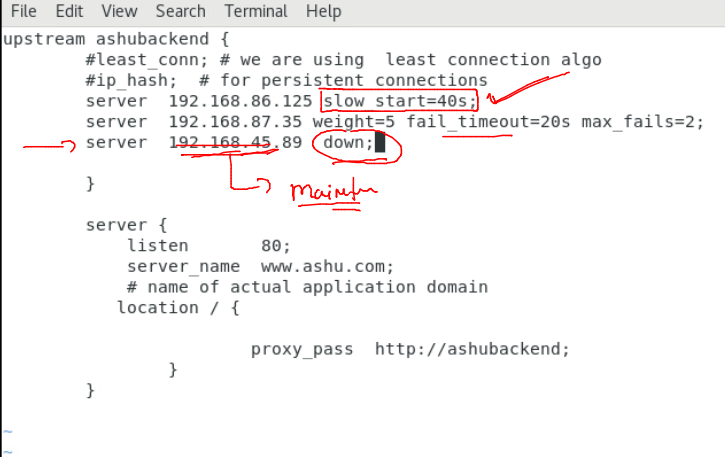 File Edit View Search Terminal Help
upstream ashubackend {
#least_conn; # we are using least connection algo
#ip_hash; # for persistent connections
server 192.168.86.125 slow start=40s;
server 192.168.87.35 weight=5 fail_timeout=20s max_fails=2;
server 192.168.45.89 down;
}
server {
listen 80;
server_name www.ashu.com;
# name of actual application domain
location / {
proxy_pass http://ashubackend;
}
}
~
~